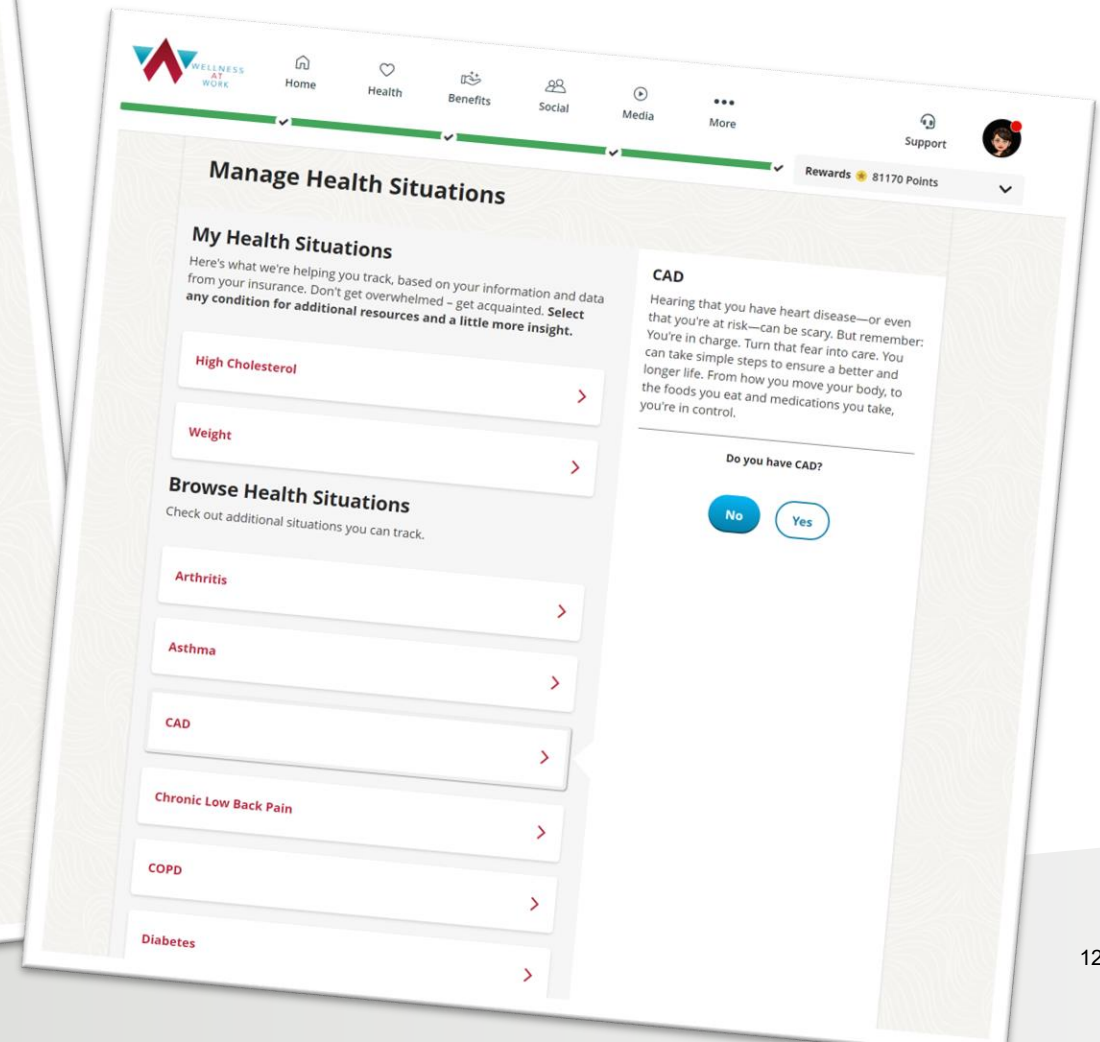 WELLNESS
AT
WORK
Home
Health
Benefits
Social
Media
More
Support
Rewards 81170 Points
Manage Health Situations
My Health Situations
Here's what we're helping you track, based on your information and data
from your insurance. Don't get overwhelmed – get acquainted. Select
any condition for additional resources and a little more insight.
High Cholesterol
Weight
Browse Health Situations
Check out additional situations you can track.
Arthritis
Asthma
CAD
Chronic Low Back Pain
COPD
Diabetes
CAD
Hearing that you have heart disease—or even
that you're at risk—can be scary. But remember:
You're in charge. Turn that fear into care. You
can take simple steps to ensure a better and
longer life. From how you move your body, to
the foods you eat and medications you take,
you're in control.
Do you have CAD?
No
Yes
12